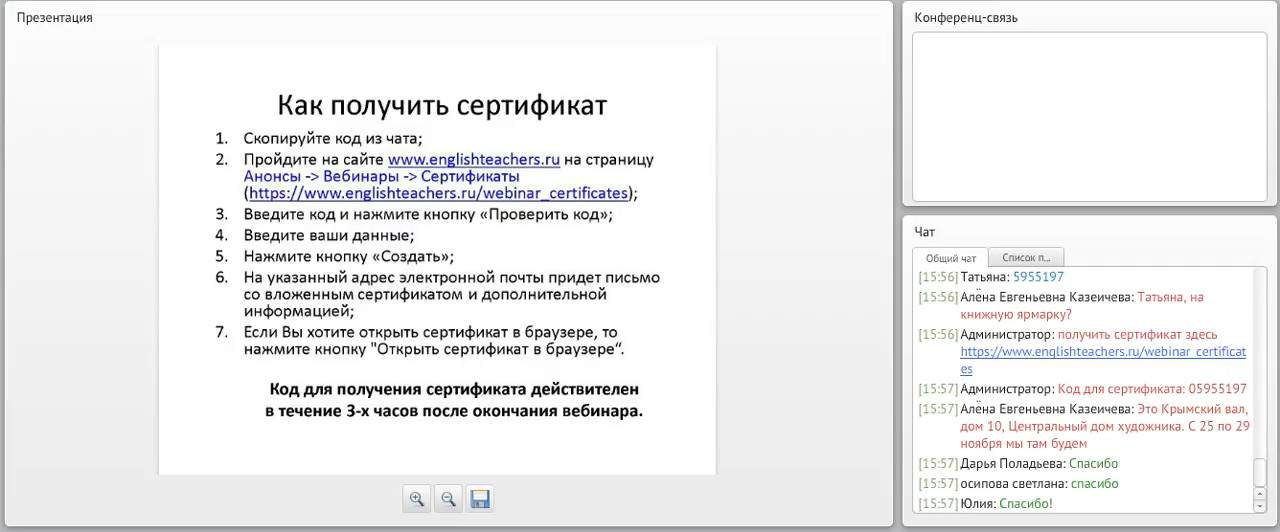 Презентация
Как получить сертификат
1. Скопируйте код из чата;
2. Пройдите на сайте www.englishteachers.ru на страницу
Анонсы -> Вебинары -> Сертификаты
(https://www.englishteachers.ru/webinar_certificates);
3. Введите код и нажмите кнопку «Проверить код»;
4. Введите ваши данные;
5. Нажмите кнопку «Создать»;
6. На указанный адрес электронной почты придет письмо
со вложенным сертификатом и дополнительной
информацией;
7. Если Вы хотите открыть сертификат в браузере, то
нажмите кнопку "Открыть сертификат в браузере“.
Код для получения сертификата действителен
в течение 3-х часов после окончания вебинара.
Конференц-связь
Чат
Общий чат
Список п...
[15:56] Татьяна: 5955197
[15:56] Алёна Евгеньевна Казеичева: Татьяна, на
книжную ярмарку?
[15:56] Администратор: получить сертификат здесь
https://www.englishteachers.ru/webinar_certificat
es
[15:57] Администратор: Код для сертификата: 05955197
[15:57] Алёна Евгеньевна Казеичева: Это Крымский вал,
дом 10, Центральный дом художника. С 25 по 29
ноября мы там будем
[15:57] Дарья Поладьева: Спасибо
[15:57] осипова светлана: спасибо
[15:57] Юлия: Спасибо!